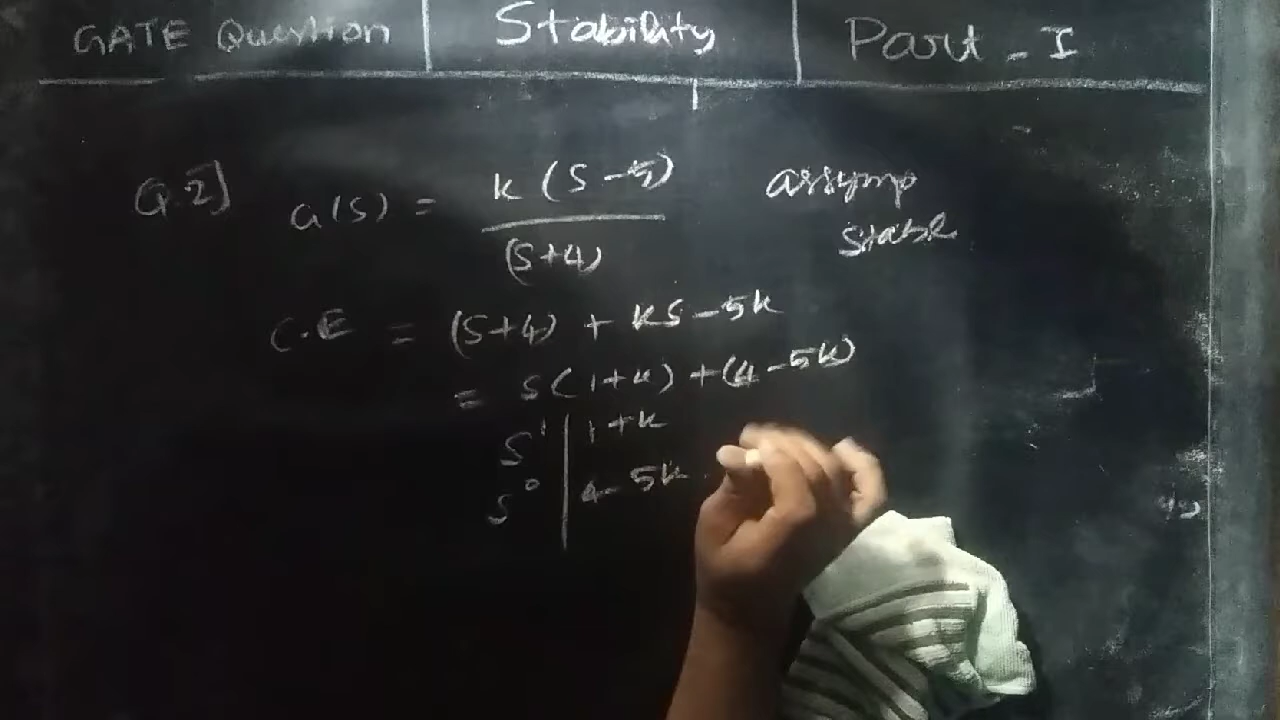 GATE Question | Stability | Part - I
Q.2] G(S) = K (S-5) / (S+4) assymp stable
C.E = (S+4) + KS-5K
= S(1+K) + (4-5K)
S¹ | 1+K
S⁰ | 4-5K